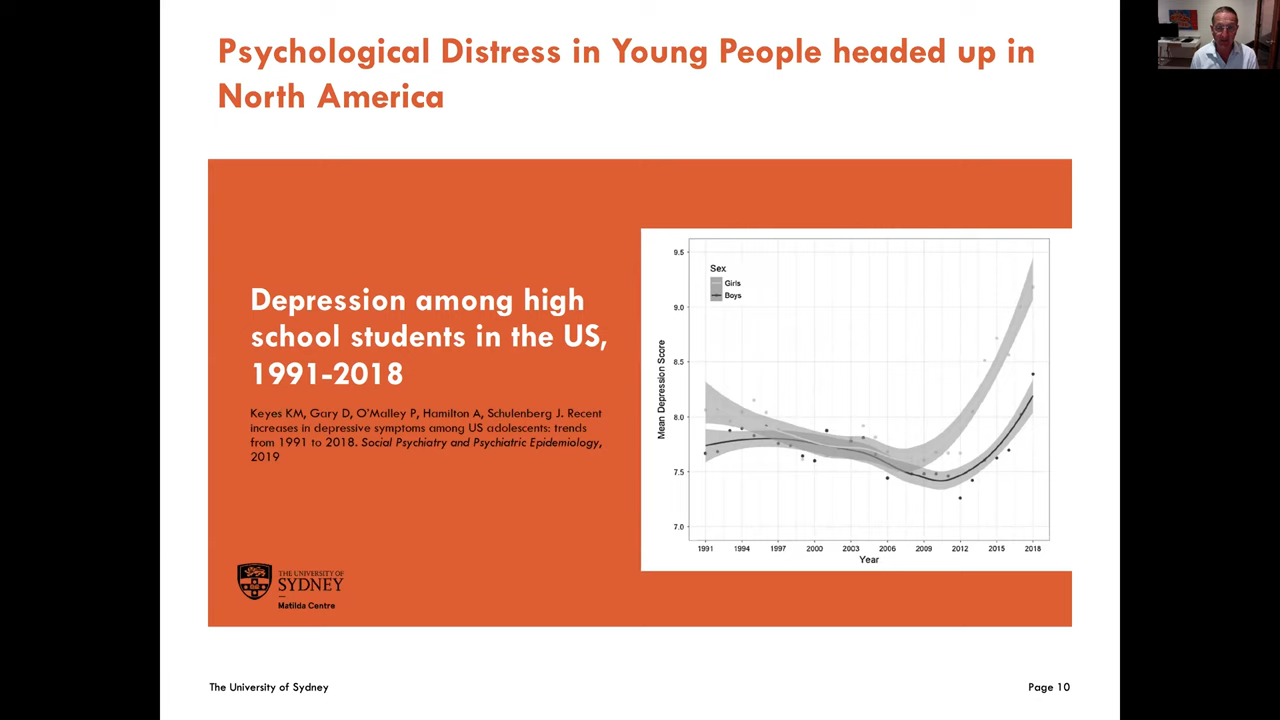 Psychological Distress in Young People headed up in
North America
Depression among high
school students in the US,
1991-2018
Keyes KM, Gary D, O'Malley P, Hamilton A, Schulenberg J. Recent
increases in depressive symptoms among US adolescents: trends
from 1991 to 2018. Social Psychiatry and Psychiatric Epidemiology,
2019
THE UNIVERSITY OF
SYDNEY
Matilda Centre
Sex
Girls
Boys
Mean Depression Score
9.5
9.0
8.5
8.0
7.5
7.0
1991 1994 1997 2000 2003 2006 2009 2012 2015 2018
Year
The University of Sydney
Page 10